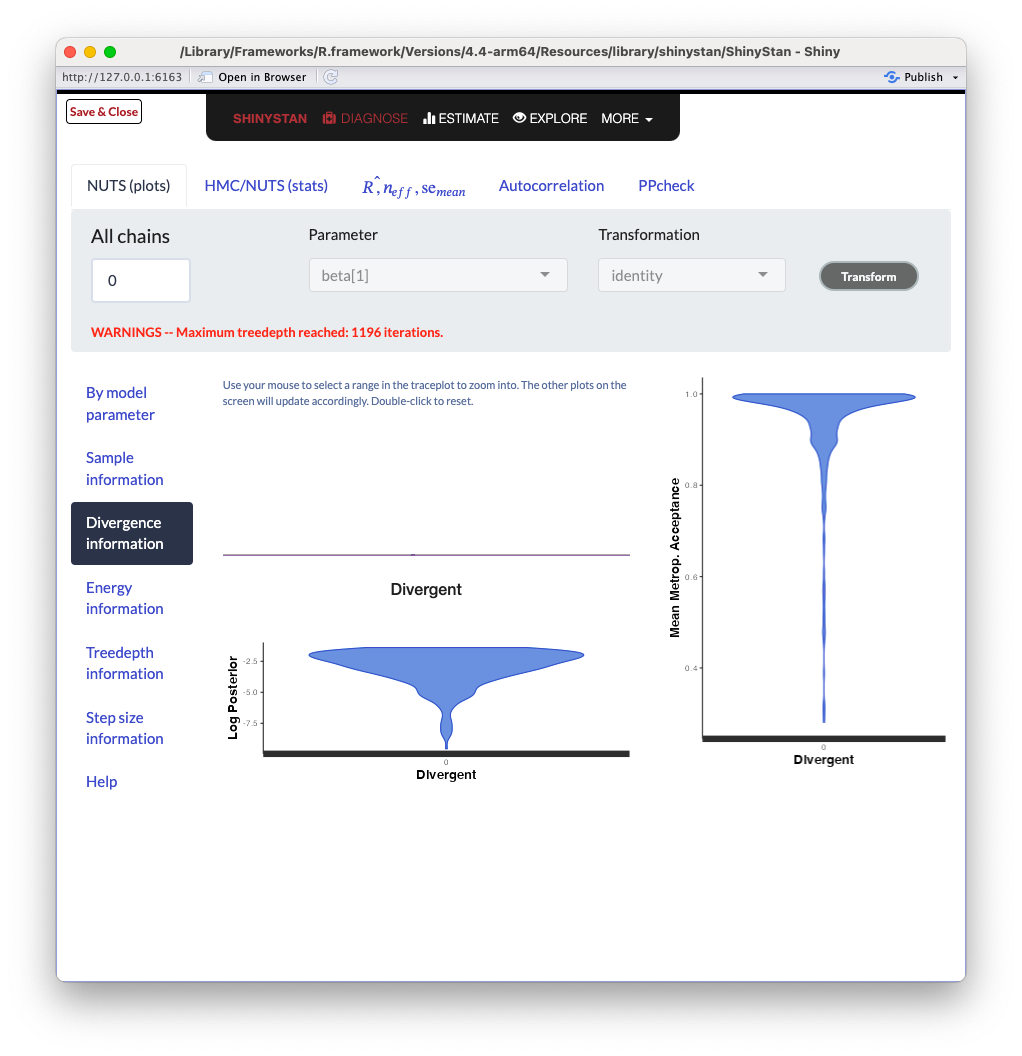 /Library/Frameworks/R.framework/Versions/4.4-arm64/Resources/library/shinystan/ShinyStan - Shiny
http://127.0.0.1:6163 Open in Browser Publish
Save & Close
SHINYSTAN DIAGNOSE ESTIMATE EXPLORE MORE
NUTS (plots) HMC/NUTS (stats) R̂, n_eff, se_mean Autocorrelation PPcheck
All chains Parameter Transformation
0 beta[1] identity Transform
WARNINGS -- Maximum treedepth reached: 1196 iterations.
By model
parameter
Sample
information
Divergence
information
Energy
information
Treedepth
information
Step size
information
Help
Use your mouse to select a range in the traceplot to zoom into. The other plots on the
screen will update accordingly. Double-click to reset.
Divergent
Log Posterior
-2.5
-5.0
-7.5
0
Divergent
Mean Metrop. Acceptance
1.0
0.8
0.6
0.4
0
Divergent